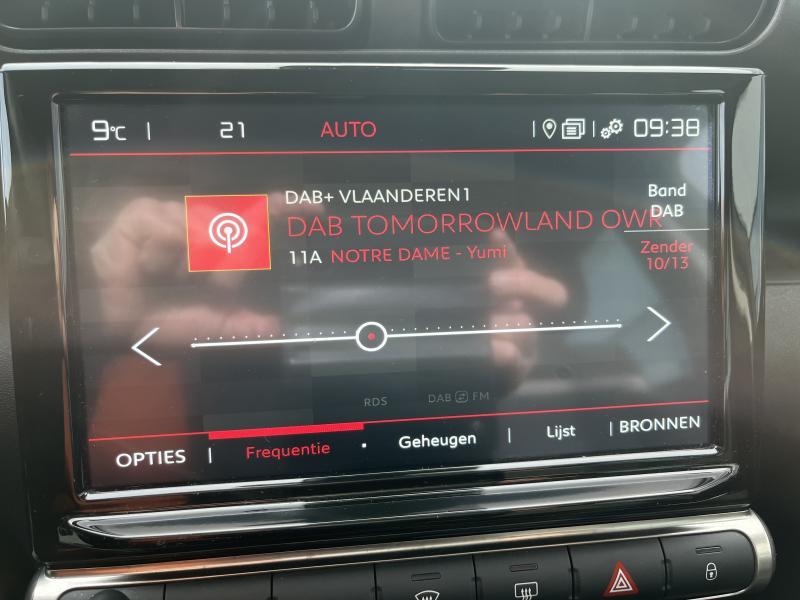 9°C | 21 AUTO 09:38
DAB+ VLAANDEREN1
DAB TOMORROWLAND OWR
11A NOTRE DAME - Yumi
Band
DAB
Zender
10/13
RDS DAB FM
OPTIES | Frequentie Geheugen | Lijst | BRONNEN